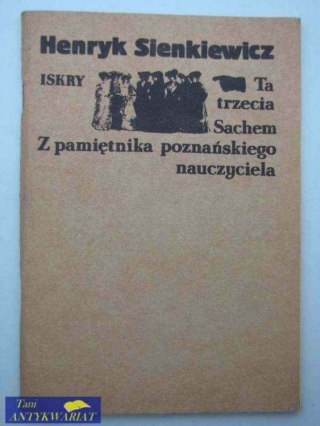 Henryk Sienkiewicz
ISKRY
Ta
trzecia
Sachem
Z pamiętnika poznańskiego
nauczyciela
Tani
ANTYKWARIAT